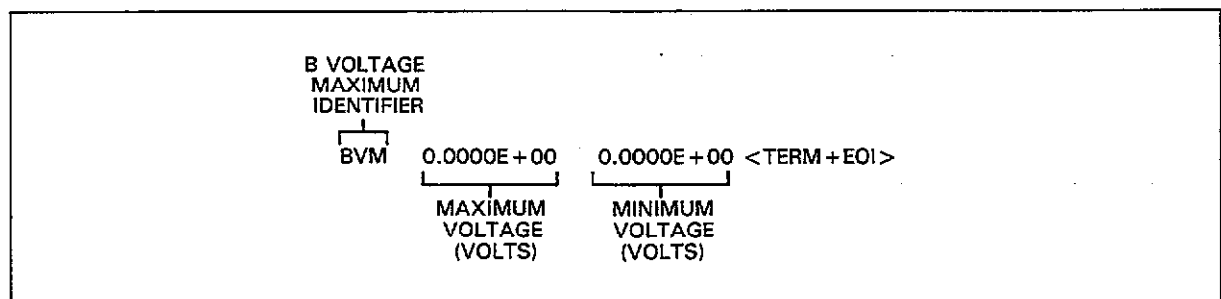 B VOLTAGE
MAXIMUM
IDENTIFIER
BVM 0.0000E+00 0.0000E+00 <TERM+EOI>
MAXIMUM VOLTAGE (VOLTS)
MINIMUM VOLTAGE (VOLTS)